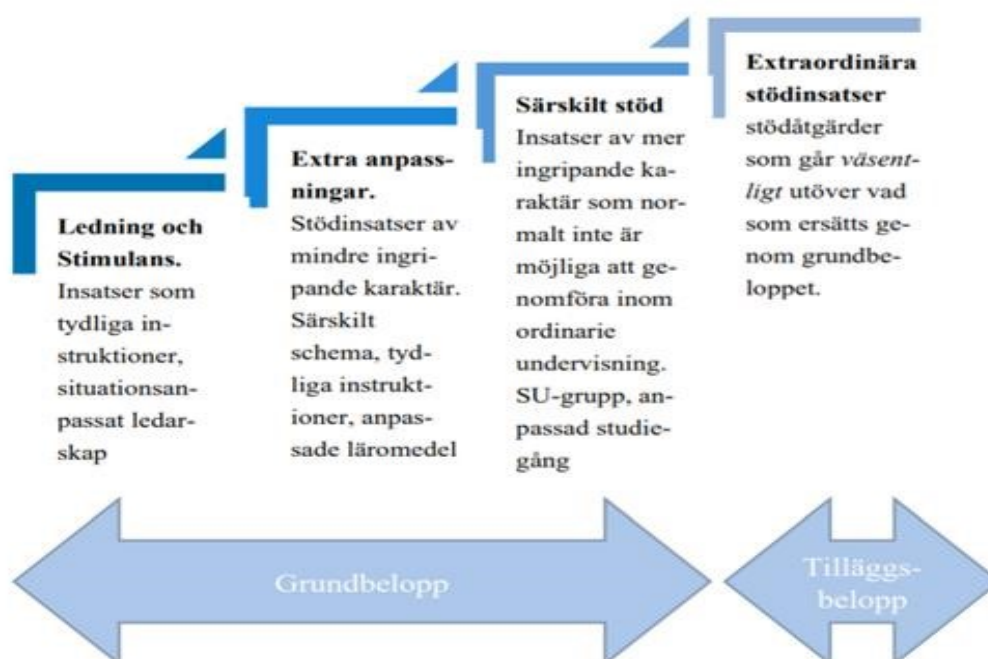 Ledning och
Stimulans.
Insatser som
tydliga in-
struktioner,
situationsan-
passat ledar-
skap
Extra anpass-
ningar.
Stödinsatser av
mindre ingri-
pande karaktär.
Särskilt
schema, tyd-
liga instrukt-
ioner, anpas-
sade läromedel
Särskilt stöd
Insatser av mer
ingripande ka-
raktär som nor-
malt inte är
möjliga att ge-
nomföra inom
ordinarie
undervisning.
SU-grupp, an-
passad studie-
gång
Extraordinära
stödinsatser
stödåtgärder
som går väsent-
ligt utöver vad
som ersätts ge-
nom grundbe-
loppet.
Grundbelopp
Tilläggs-
belopp